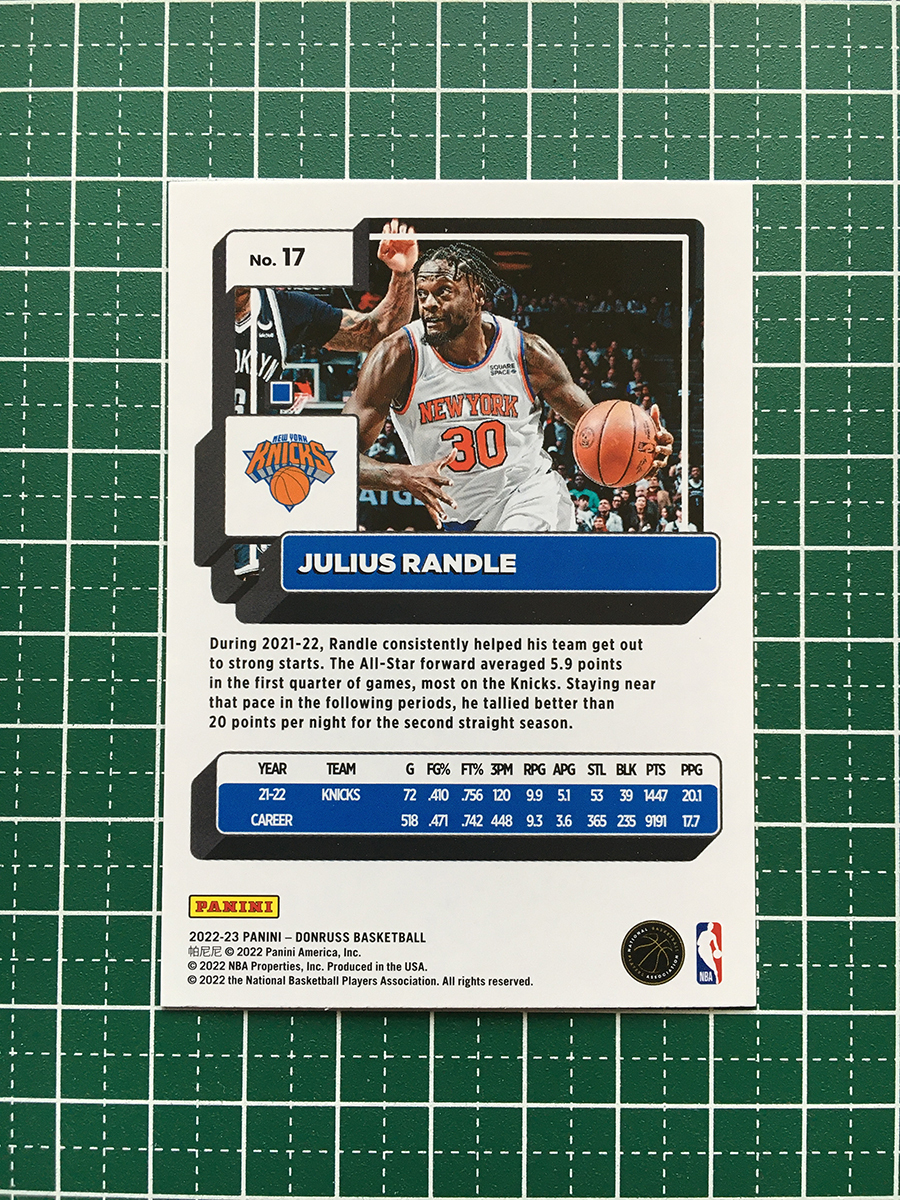 No. 17
OKLYN
SQUARE
SPACE
NEW YORK
30
NEW YORK
KNICKS
JULIUS RANDLE
During 2021-22, Randle consistently helped his team get out
to strong starts. The All-Star forward averaged 5.9 points
in the first quarter of games, most on the Knicks. Staying near
that pace in the following periods, he tallied better than
20 points per night for the second straight season.
YEAR TEAM G FG% FT% 3PM RPG APG STL BLK PTS PPG
21-22 KNICKS 72 .410 .756 120 9.9 5.1 53 39 1447 20.1
CAREER 518 .471 .742 448 9.3 3.6 365 235 9191 17.7
PANINI
2022-23 PANINI – DONRUSS BASKETBALL
帕尼尼 © 2022 Panini America, Inc.
© 2022 NBA Properties, Inc. Produced in the USA.
© 2022 the National Basketball Players Association. All rights reserved.
NATIONAL BASKETBALL PLAYERS ASSOCIATION
NBA